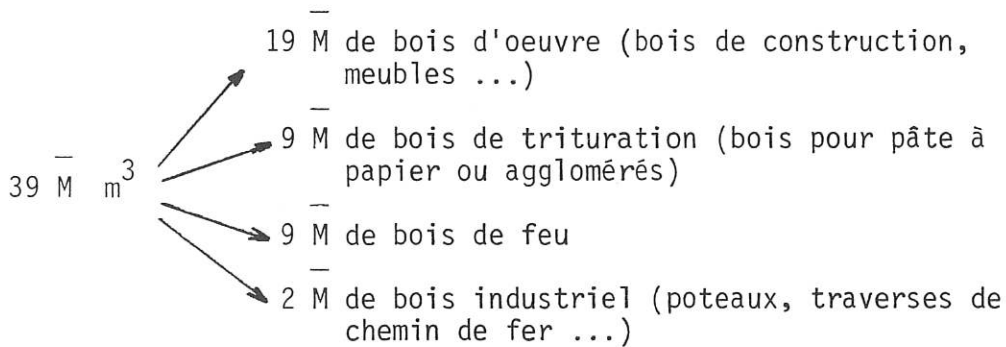 19 M̅ de bois d'oeuvre (bois de construction,
meubles ...)
9 M̅ de bois de trituration (bois pour pâte à
papier ou agglomérés)
39 M̅ m³
9 M̅ de bois de feu
2 M̅ de bois industriel (poteaux, traverses de
chemin de fer ...)